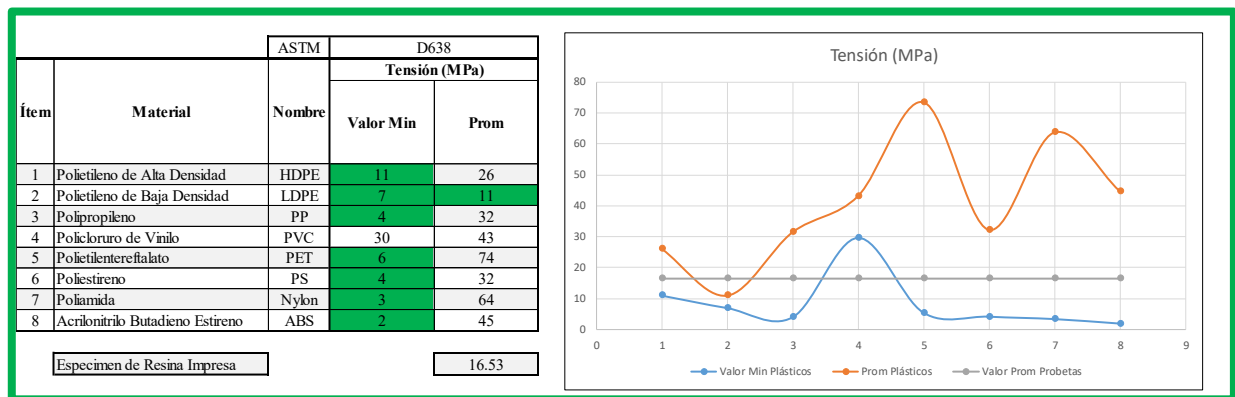 ASTM D638
Tensión (MPa)
Ítem Material Nombre Valor Min Prom
1 Polietileno de Alta Densidad HDPE 11 26
2 Polietileno de Baja Densidad LDPE 7 11
3 Polipropileno PP 4 32
4 Policloruro de Vinilo PVC 30 43
5 Polietilentereftalato PET 6 74
6 Poliestireno PS 4 32
7 Poliamida Nylon 3 64
8 Acrilonitrilo Butadieno Estireno ABS 2 45
Especimen de Resina Impresa 16.53
Tensión (MPa)
80
70
60
50
40
30
20
10
0
0 1 2 3 4 5 6 7 8 9
Valor Min Plásticos Prom Plásticos Valor Prom Probetas